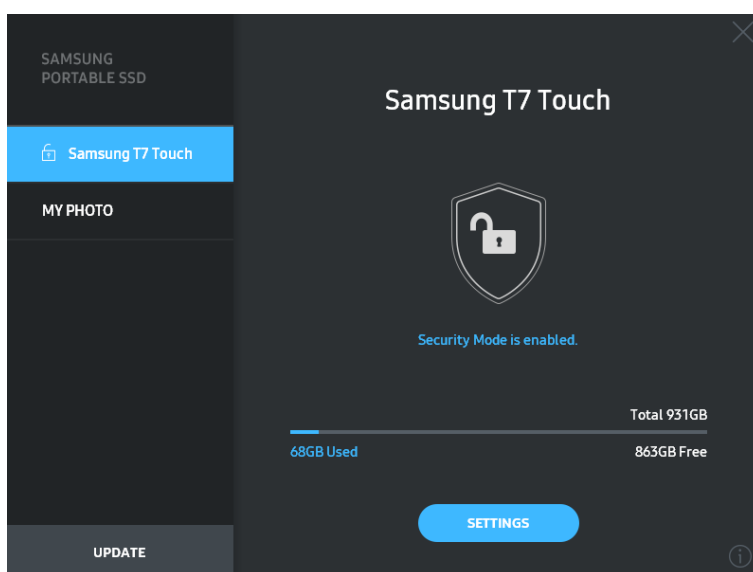 SAMSUNG
PORTABLE SSD
Samsung T7 Touch
MY PHOTO
UPDATE
Samsung T7 Touch
Security Mode is enabled.
Total 931GB
68GB Used
863GB Free
SETTINGS